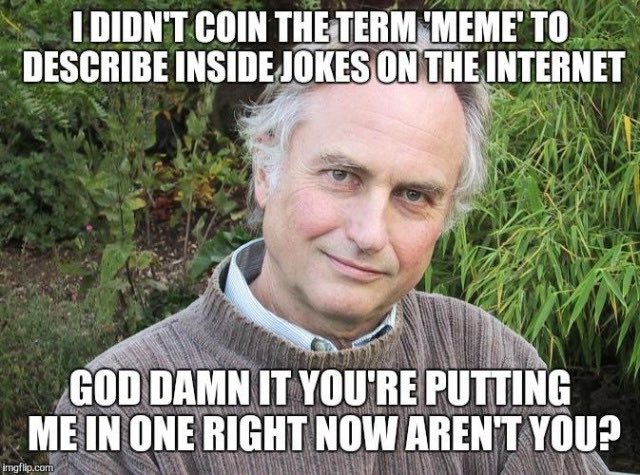 I DIDN'T COIN THE TERM 'MEME' TO
DESCRIBE INSIDE JOKES ON THE INTERNET
GOD DAMN IT YOU'RE PUTTING
ME IN ONE RIGHT NOW AREN'T YOU?
imgflip.com